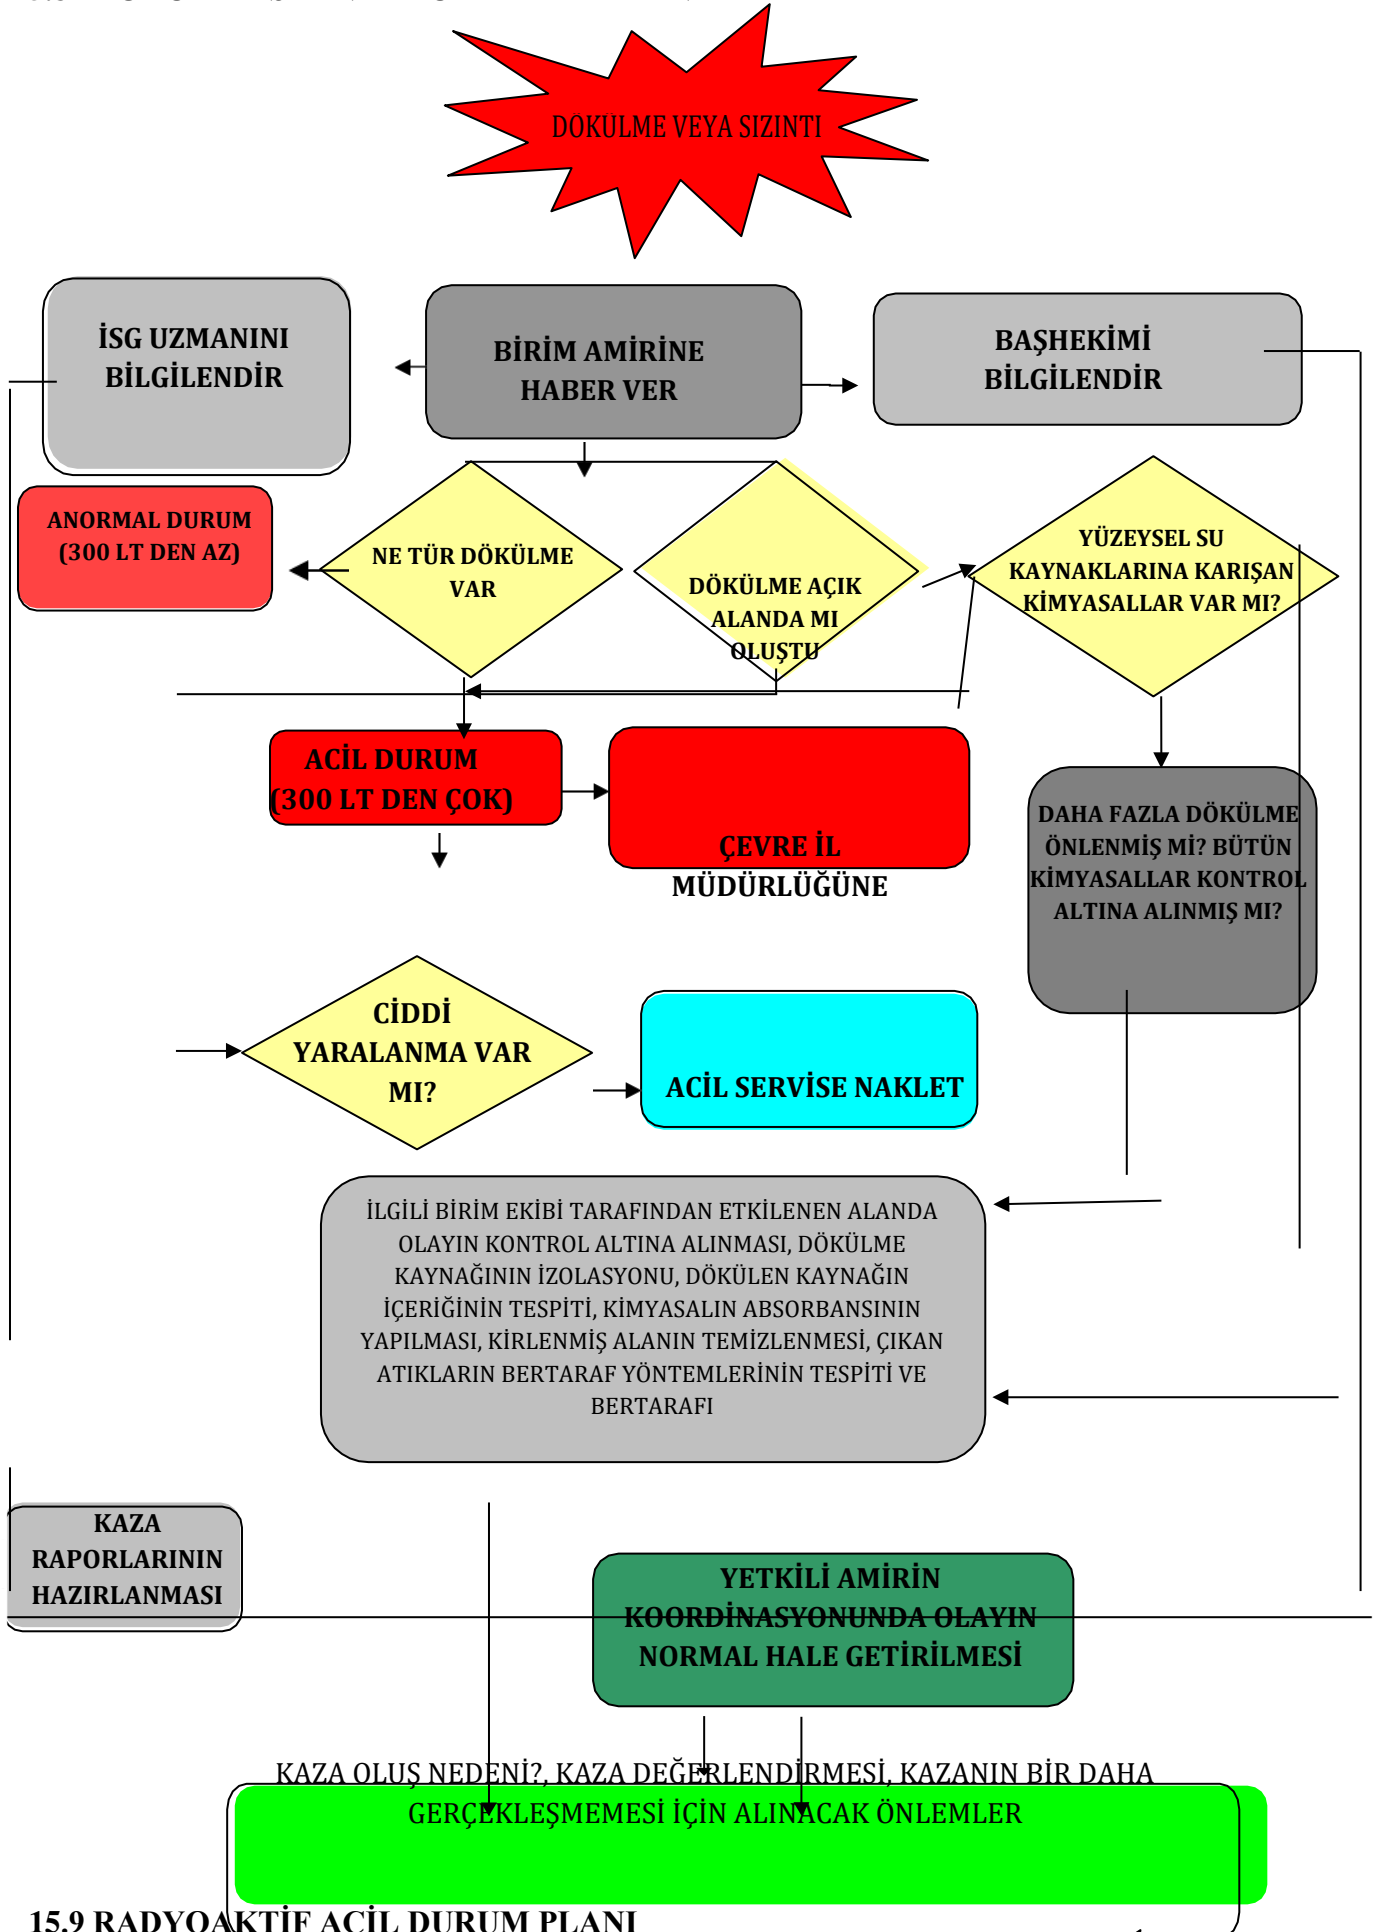 DOKULME VEYA SIZINTI
İSG UZMANINI
BİLGİLENDİR
BİRİM AMİRİNE
HABER VER
BAŞHEKİMİ
BİLGİLENDİR
ANORMAL DURUM
(300 LT DEN AZ)
NE TÜR DÖKÜLME
VAR
DÖKÜLME AÇIK
ALANDA MI
OLUŞTU
YÜZEYSEL SU
KAYNAKLARINA KARIŞAN
KİMYASALLAR VAR MI?
ACİL DURUM
(300 LT DEN ÇOK)
ÇEVRE İL
MÜDÜRLÜĞÜNE
DAHA FAZLA DÖKÜLME
ÖNLENMİŞ Mİ? BÜTÜN
KİMYASALLAR KONTROL
ALTINA ALINMIŞ MI?
CİDDİ
YARALANMA VAR
MI?
ACİL SERVİSE NAKLET
İLGİLİ BİRİM EKİBİ TARAFINDAN ETKİLENEN ALANDA
OLAYIN KONTROL ALTINA ALINMASI, DÖKÜLME
KAYNAĞININ İZOLASYONU, DÖKÜLEN KAYNAĞIN
İÇERİĞİNİN TESPİTİ, KİMYASALIN ABSORBANSININ
YAPILMASI, KİRLENMİŞ ALANIN TEMİZLENMESİ, ÇIKAN
ATIKLARIN BERTARAF YÖNTEMLERİNİN TESPİTİ VE
BERTARAFI
KAZA
RAPORLARININ
HAZIRLANMASI
YETKİLİ AMİRİN
KOORDİNASYONUNDA OLAYIN
NORMAL HALE GETİRİLMESİ
KAZA OLUŞ NEDENİ?, KAZA DEĞERLENDİRMESİ, KAZANIN BİR DAHA
GERÇEKLEŞMEMESİ İÇİN ALINACAK ÖNLEMLER
15.9 RADYOAKTİF ACİL DURUM PLANI